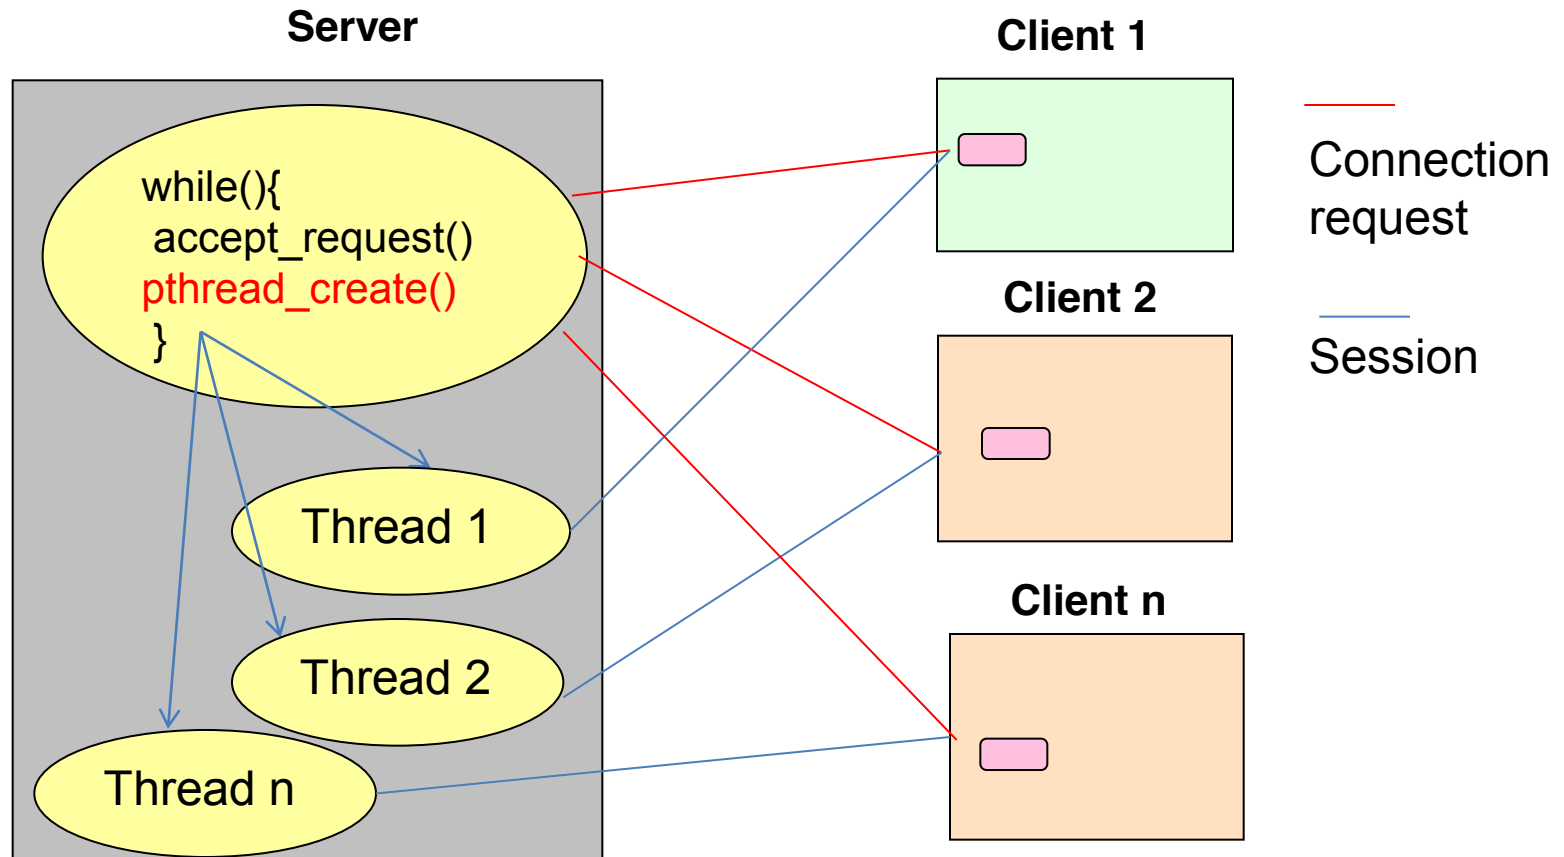 Server
while(){
accept_request()
pthread_create()
}
Thread 1
Thread 2
Thread n
Client 1
Client 2
Client n
Connection
request
Session